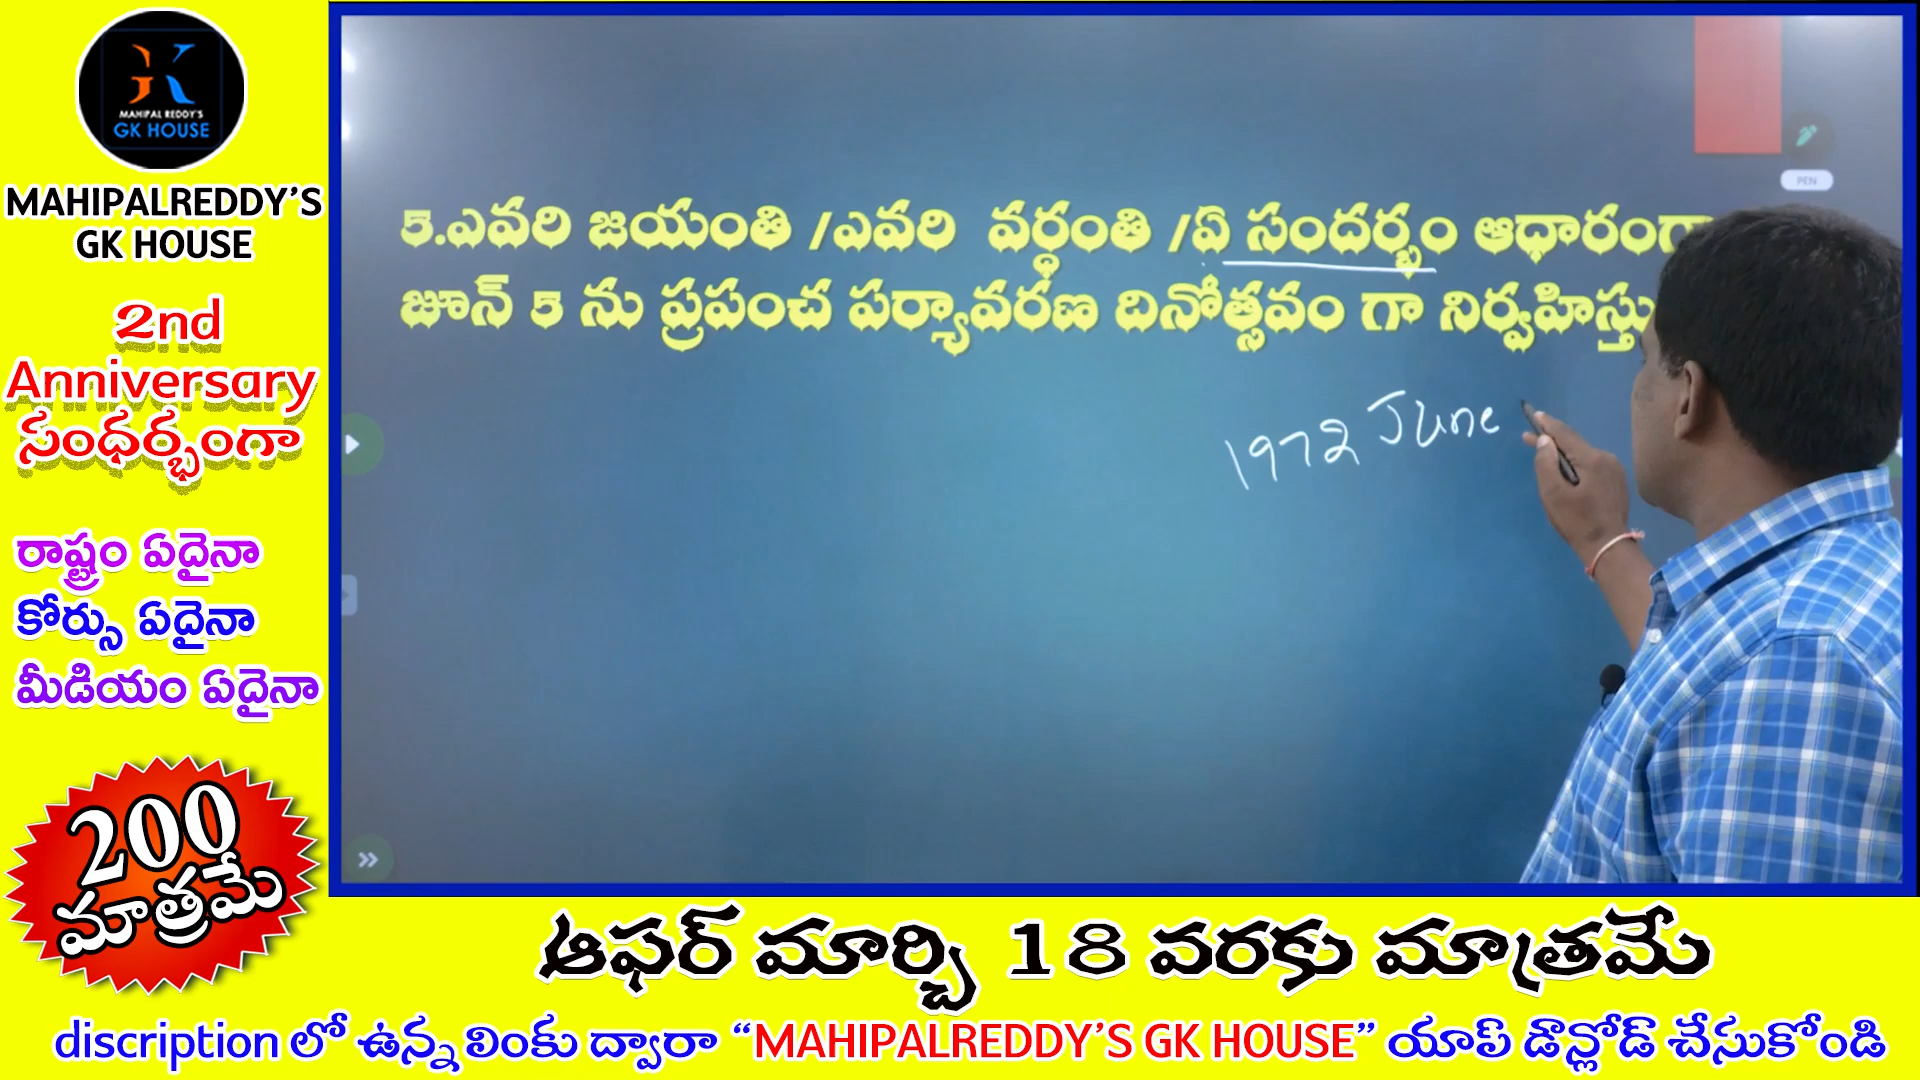 MAHIPAL REDDY'S
GK HOUSE
MAHIPALREDDY'S
GK HOUSE
2nd
Anniversary
సంధర్భంగా
రాష్ట్రం ఏదైనా
కోర్సు ఏదైనా
మీడియం ఏదైనా
200
మాత్రమే
PEN
5.ఎవరి జయంతి /ఎవరి వర్ధంతి /ఏ సందర్భం ఆధారంగా
జూన్ 5 ను ప్రపంచ పర్యావరణ దినోత్సవం గా నిర్వహిస్తు
1972 June
ఆఫర్ మార్చి 18 వరకు మాత్రమే
discription లో ఉన్న లింకు ద్వారా “MAHIPALREDDY'S GK HOUSE” యాప్ డౌన్లోడ్ చేసుకోండి